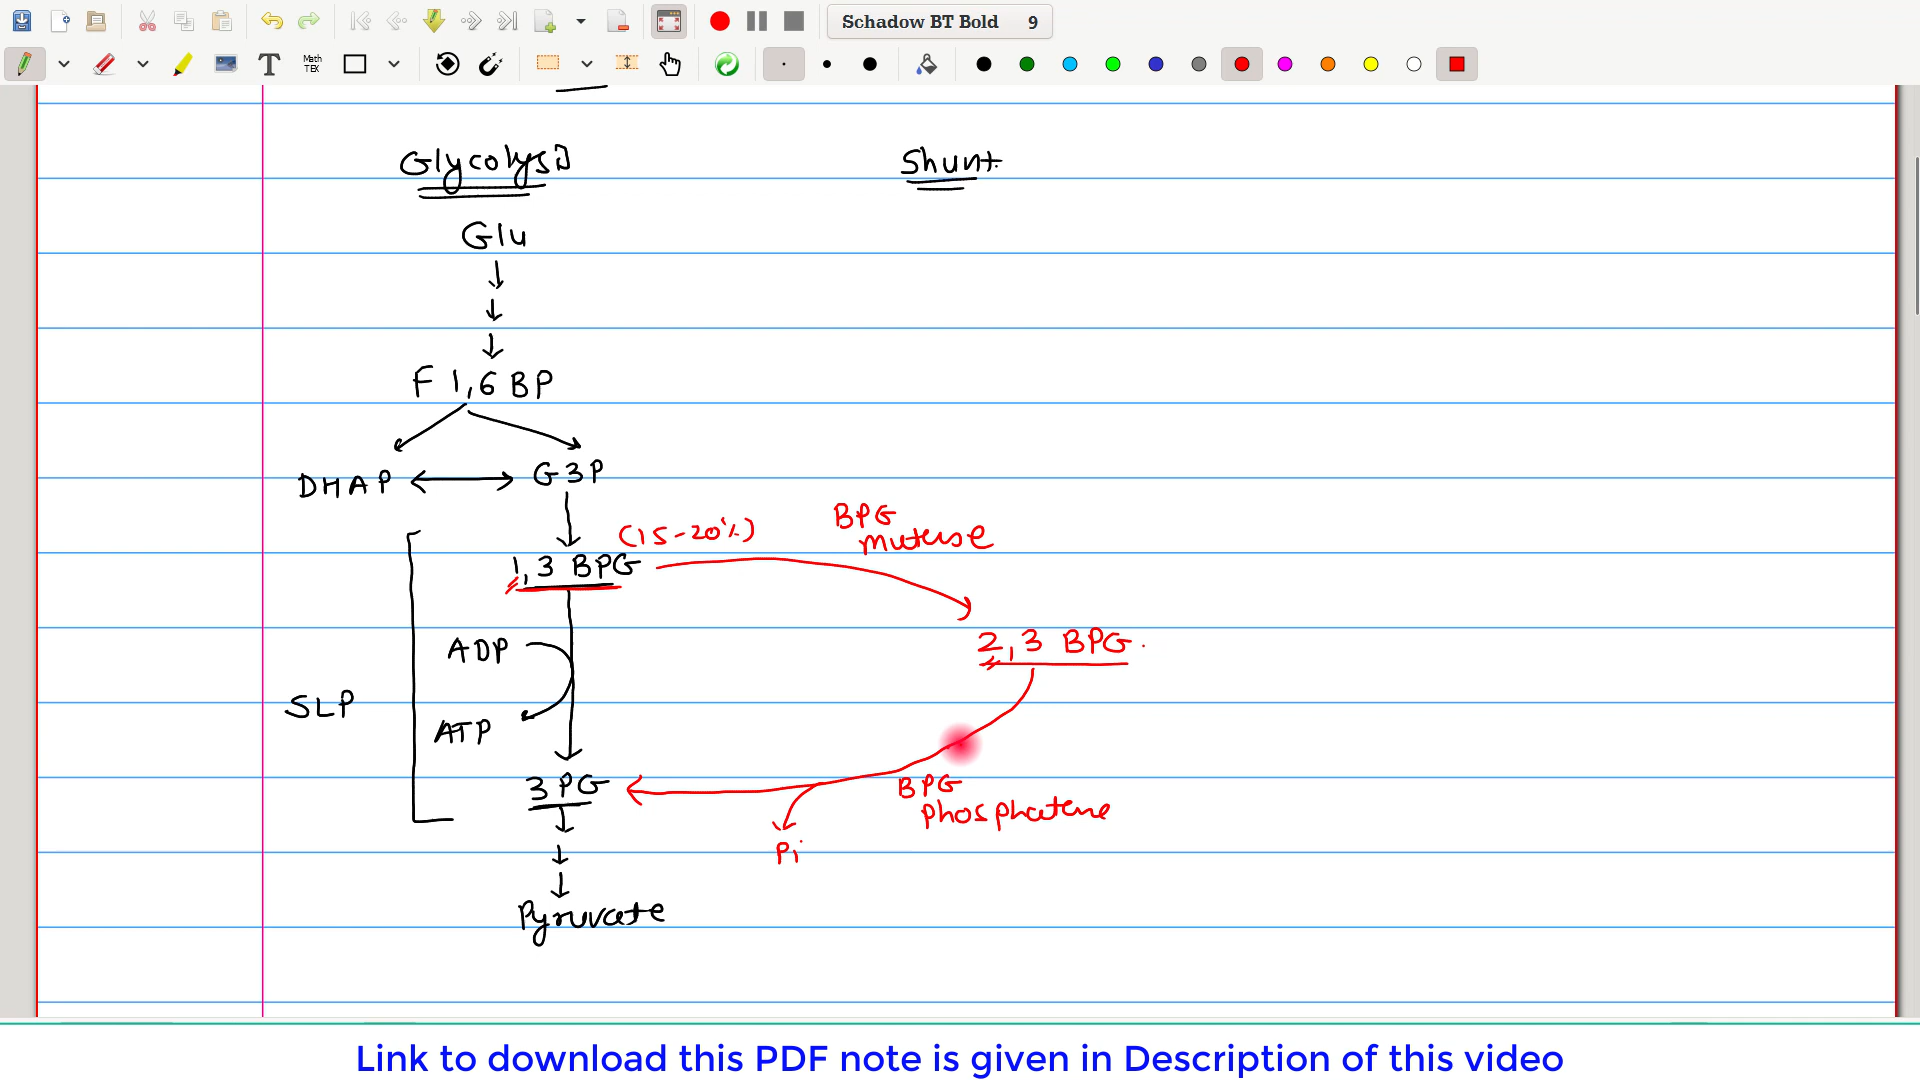 Schadow BT Bold 9
Math
TEX
Glycolysis
Shunt
Glu
F 1,6 BP
DHAP
G3P
(15-20%)
BPG
mutase
1,3 BPG
2,3 BPG
ADP
SLP
ATP
3 PG
BPG
phosphatase
Pi
Pyruvate
Link to download this PDF note is given in Description of this video